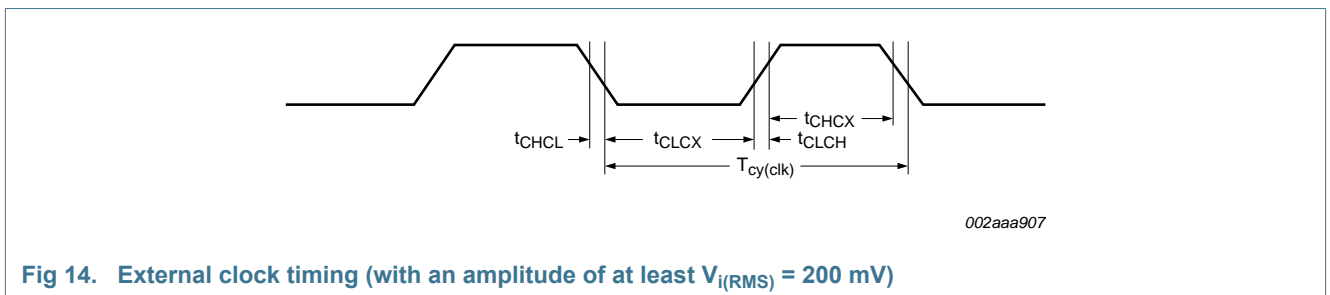 tCHCX
tCHCL tCLCX tCLCH
Tcy(clk)
002aaa907
Fig 14. External clock timing (with an amplitude of at least Vi(RMS) = 200 mV)